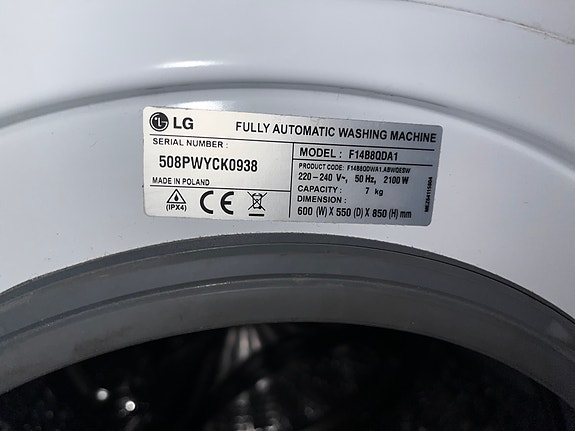 LG FULLY AUTOMATIC WASHING MACHINE
SERIAL NUMBER :
508PWYCK0938
MADE IN POLAND
(IPX4) CE
MODEL : F14B8QDA1
PRODUCT CODE: F14B8QDWA1.ABWQESW
220-240 V~, 50 Hz, 2100 W
CAPACITY : 7 kg
DIMENSION :
600 (W) X 550 (D) X 850 (H) mm